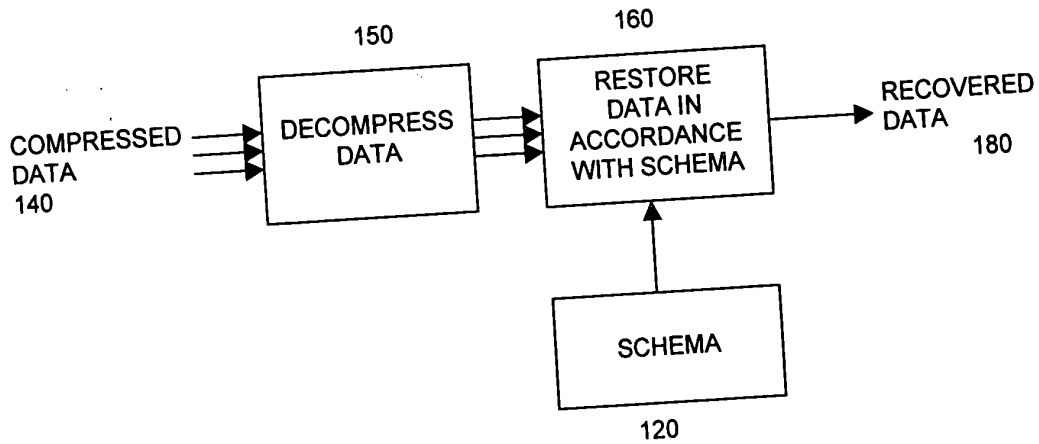 150
160
COMPRESSED
DATA
140
DECOMPRESS
DATA
RESTORE
DATA IN
ACCORDANCE
WITH SCHEMA
RECOVERED
DATA
180
SCHEMA
120